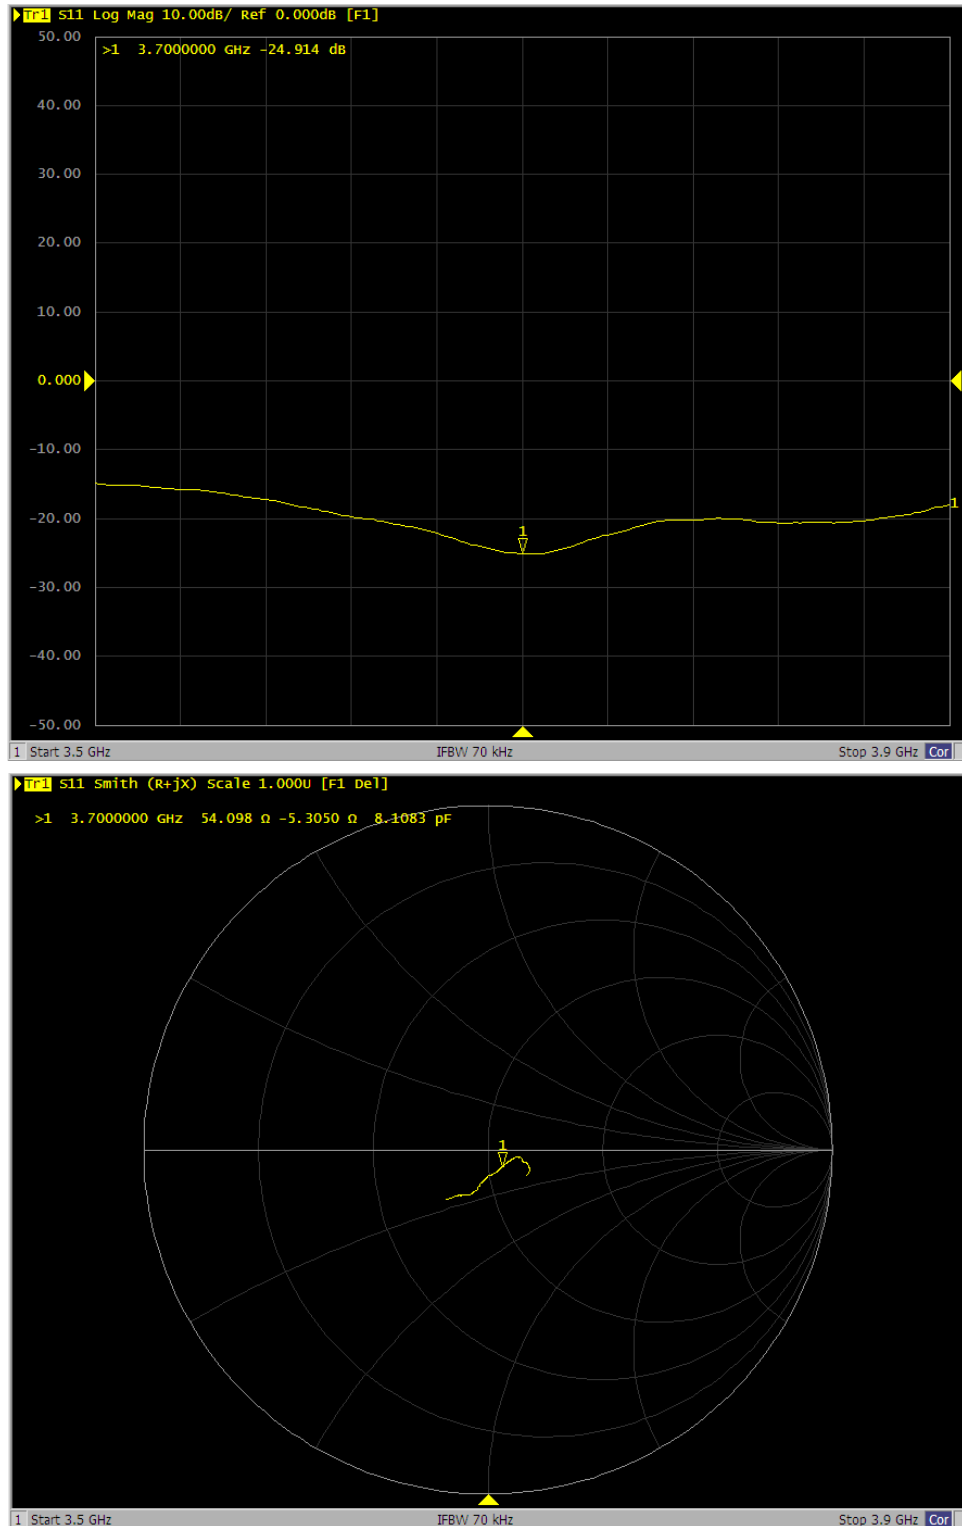 Tr1 S11 Log Mag 10.00dB/ Ref 0.000dB [F1]
50.00
>1 3.7000000 GHz -24.914 dB
40.00
30.00
20.00
10.00
0.000
-10.00
1
-20.00
1
-30.00
-40.00
-50.00
1 Start 3.5 GHz IFBW 70 kHz Stop 3.9 GHz Cor
Tr1 S11 Smith (R+jX) Scale 1.000U [F1 Del]
>1 3.7000000 GHz 54.098 Ω -5.3050 Ω 8.1083 pF
1
1 Start 3.5 GHz IFBW 70 kHz Stop 3.9 GHz Cor